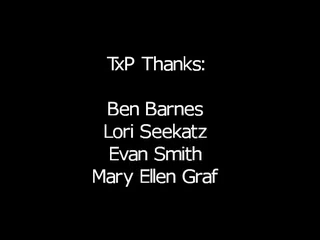 TxP Thanks:
Ben Barnes
Lori Seekatz
Evan Smith
Mary Ellen Graf